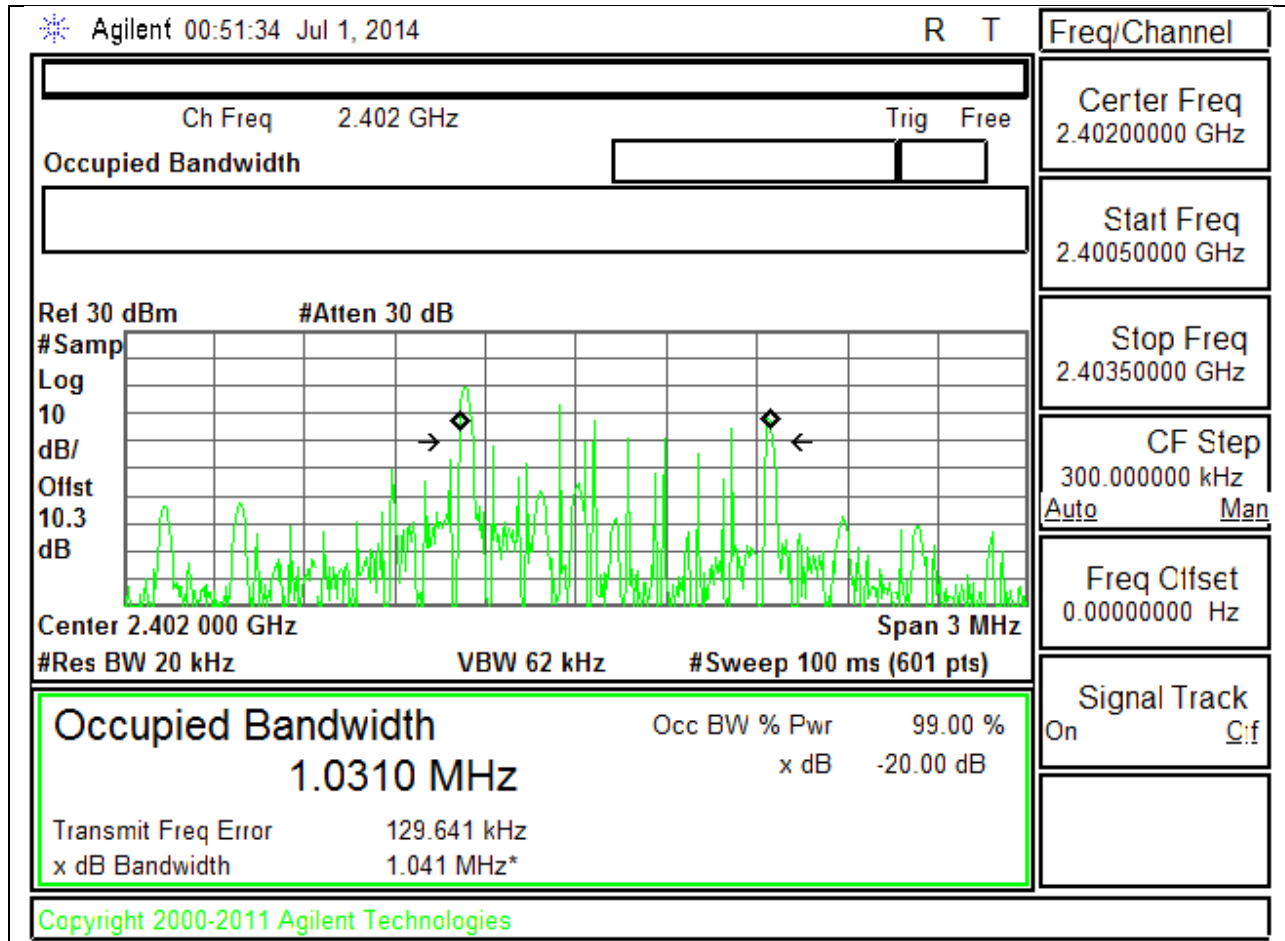 Agilent 00:51:34 Jul 1, 2014 R T
Freq/Channel
Ch Freq 2.402 GHz Trig Free
Occupied Bandwidth
Center Freq
2.40200000 GHz
Start Freq
2.40050000 GHz
Stop Freq
2.40350000 GHz
CF Step
300.000000 kHz
Auto Man
Freq Offset
0.00000000 Hz
Signal Track
On Off
Ref 30 dBm #Atten 30 dB
#Samp
Log
10
dB/
Offst
10.3
dB
Center 2.402 000 GHz Span 3 MHz
#Res BW 20 kHz VBW 62 kHz #Sweep 100 ms (601 pts)
Occupied Bandwidth
1.0310 MHz
Occ BW % Pwr 99.00 %
x dB -20.00 dB
Transmit Freq Error 129.641 kHz
x dB Bandwidth 1.041 MHz*
Copyright 2000-2011 Agilent Technologies